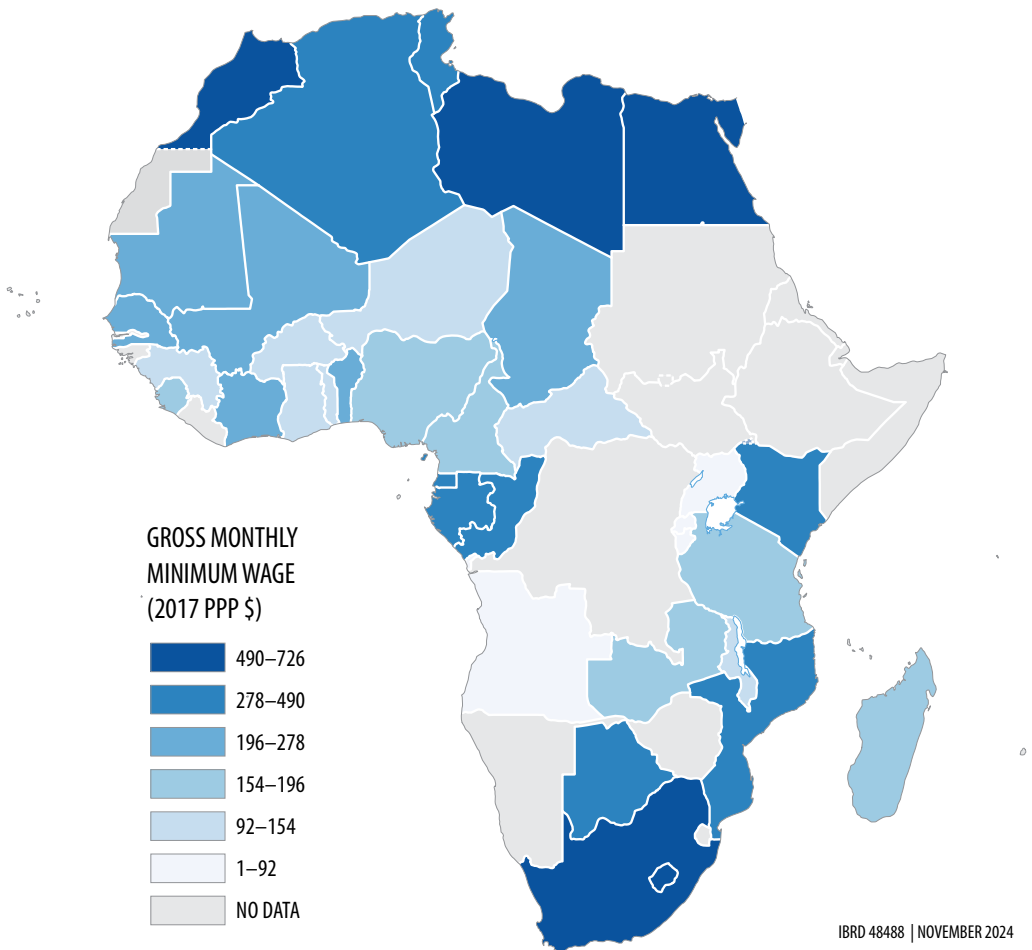 GROSS MONTHLY
MINIMUM WAGE
(2017 PPP $)
490–726
278–490
196–278
154–196
92–154
1–92
NO DATA
IBRD 48488 | NOVEMBER 2024